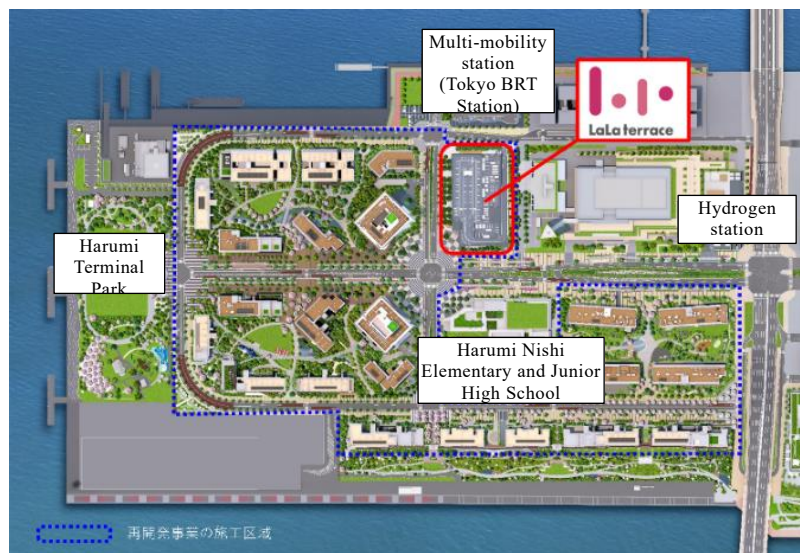 Multi-mobility
station
(Tokyo BRT
Station)
LaLa terrace
Hydrogen
station
Harumi
Terminal
Park
Harumi Nishi
Elementary and Junior
High School
再開発事業の施工区域